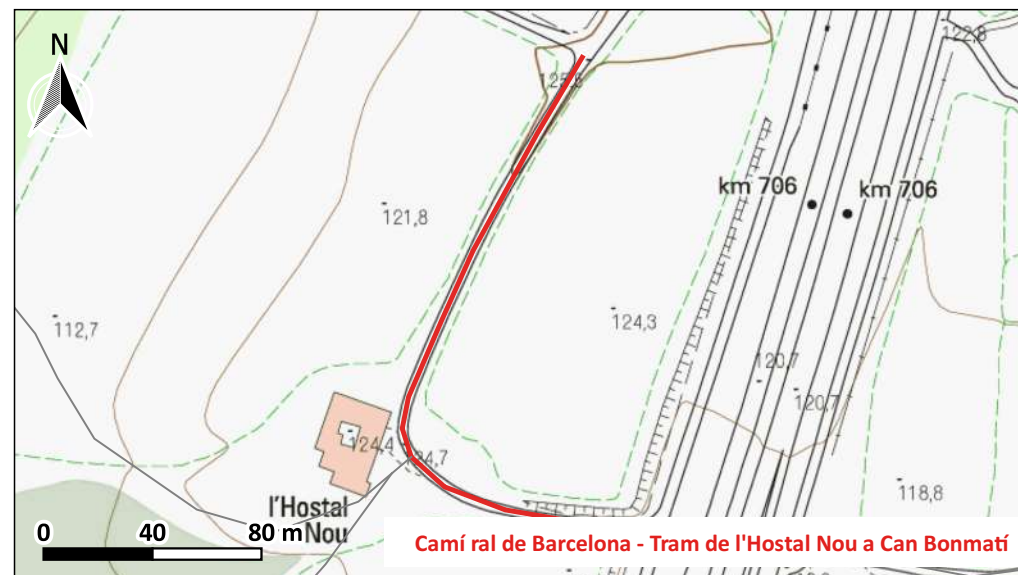 N
122,8
125,5
km 706
km 706
121,8
124,3
112,7
120,7
120,7
124,4
124,7
118,8
l'Hostal
Nou
0 40 80 m
Camí ral de Barcelona - Tram de l'Hostal Nou a Can Bonmatí